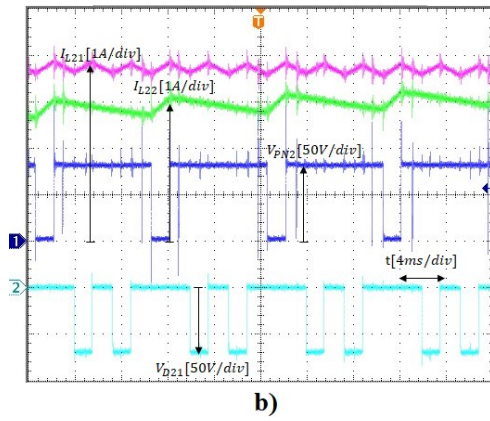 T
I_L21[1A/div]
I_L22[1A/div]
V_PN2[50V/div]
1
t[4ms/div]
2
V_D21[50V/div]
b)